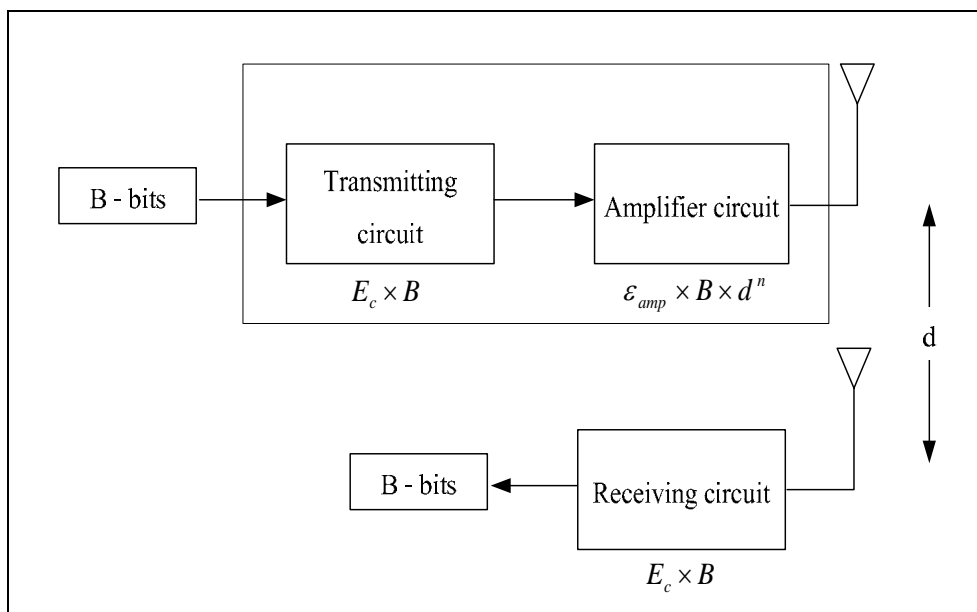 B - bits
Transmitting
circuit
E_c × B
Amplifier circuit
ε_amp × B × d^n
d
B - bits
Receiving circuit
E_c × B